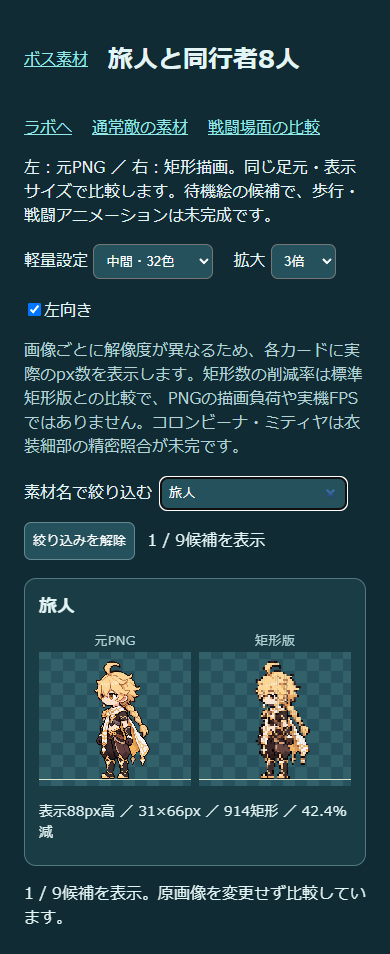 ボス素材 旅人と同行者8人
ラボへ 通常敵の素材 戦闘場面の比較
左：元PNG ／ 右：矩形描画。同じ足元・表示
サイズで比較します。待機絵の候補で、歩行・
戦闘アニメーションは未完成です。
軽量設定 中間・32色 拡大 3倍
左向き
画像ごとに解像度が異なるため、各カードに実
際のpx数を表示します。矩形数の削減率は標準
矩形版との比較で、PNGの描画負荷や実機FPS
ではありません。コロンビーナ・ミティヤは衣
装細部の精密照合が未完です。
素材名で絞り込む 旅人
絞り込みを解除 1 / 9候補を表示
旅人
元PNG 矩形版
表示88px高 ／ 31×66px ／ 914矩形 ／ 42.4%
減
1 / 9候補を表示。原画像を変更せず比較してい
ます。